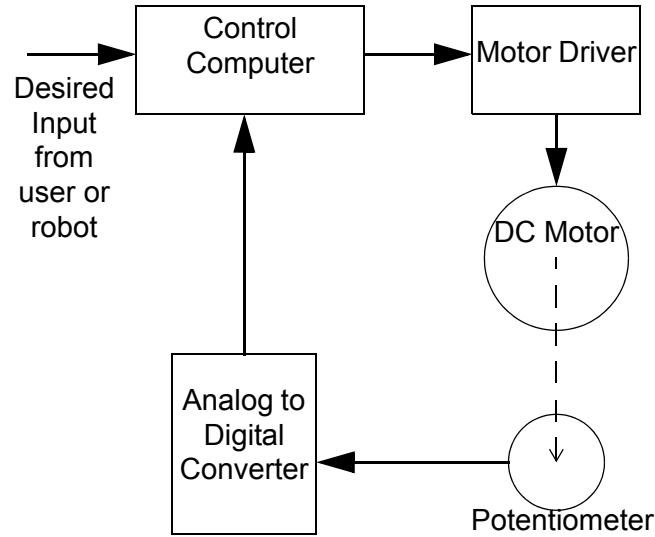 Control
Computer
Motor Driver
Desired
Input
from
user or
robot
DC Motor
Analog to
Digital
Converter
Potentiometer